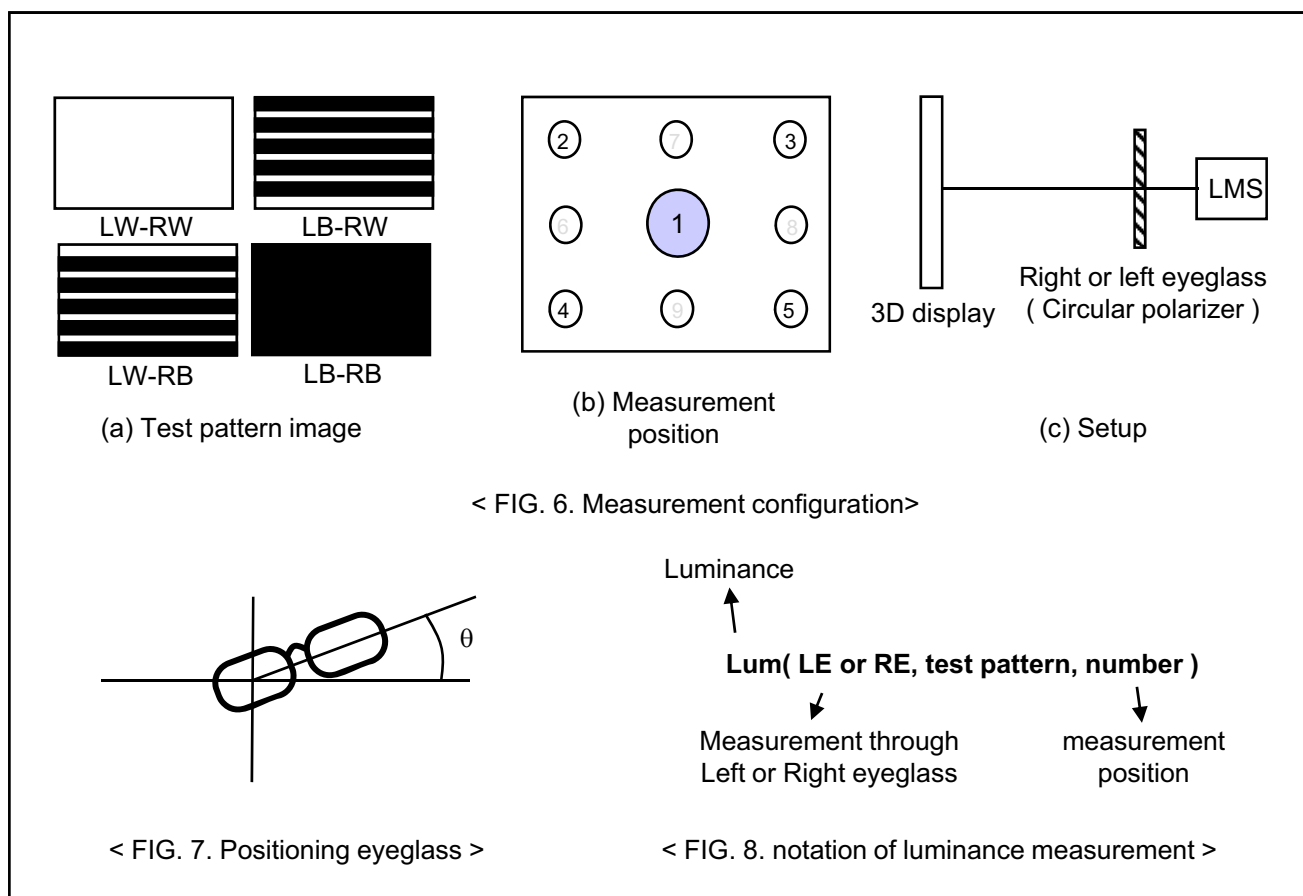 LW-RW
LB-RW
LW-RB
LB-RB
(a) Test pattern image
2
7
3
6
1
8
4
9
5
(b) Measurement
position
LMS
3D display
Right or left eyeglass
( Circular polarizer )
(c) Setup
< FIG. 6. Measurement configuration>
θ
< FIG. 7. Positioning eyeglass >
Luminance
Lum( LE or RE, test pattern, number )
Measurement through
Left or Right eyeglass
measurement
position
< FIG. 8. notation of luminance measurement >